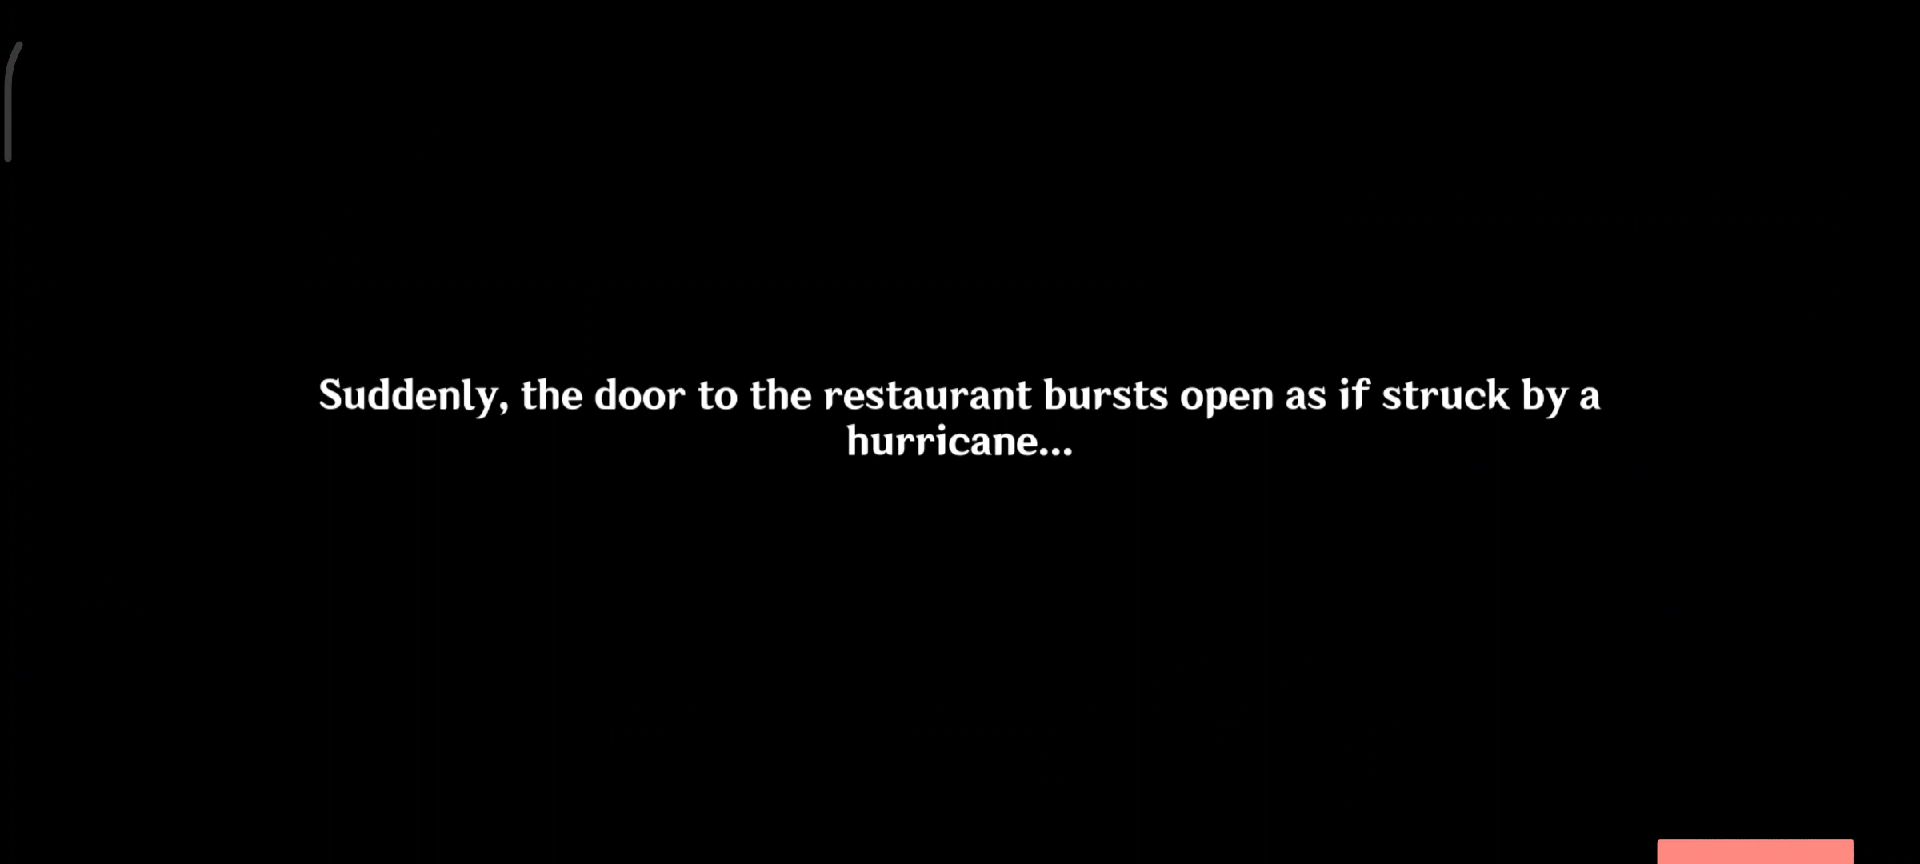 Suddenly, the door to the restaurant bursts open as if struck by a
hurricane...